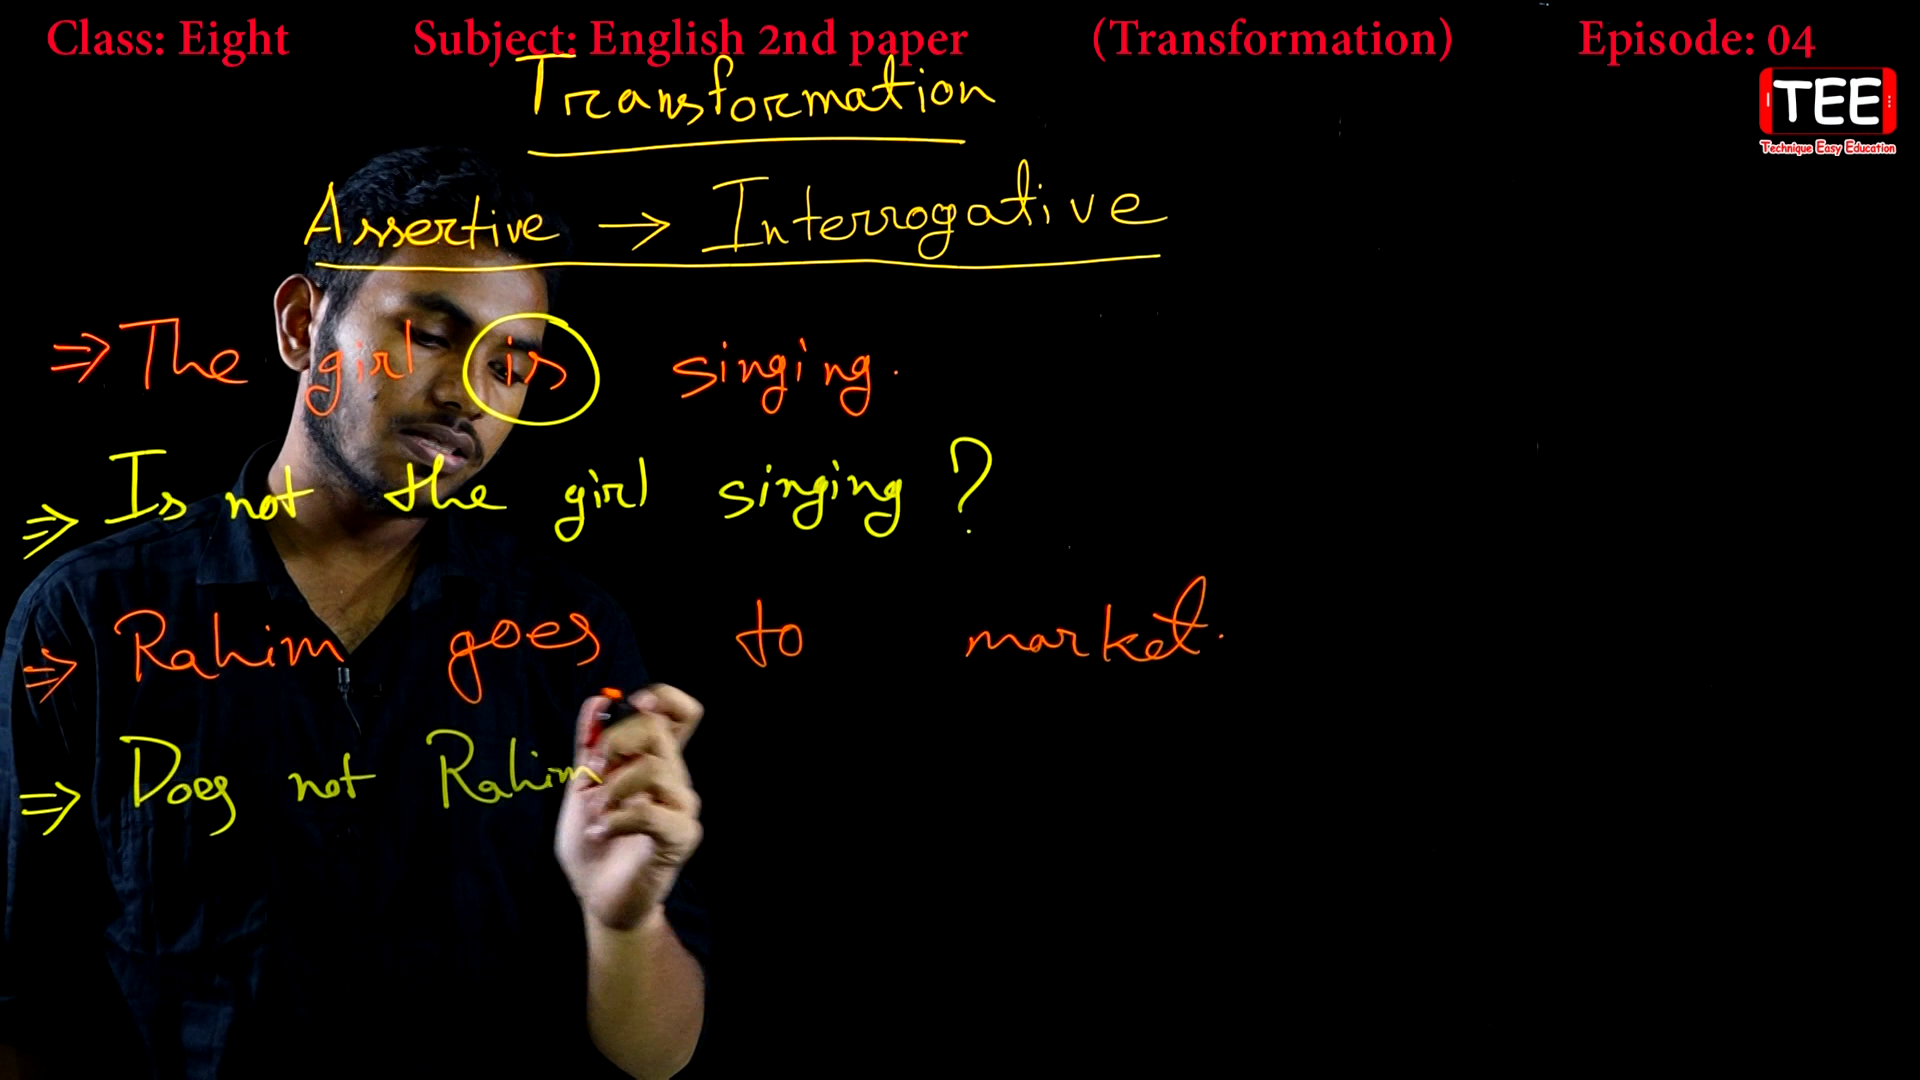 Class: Eight Subject: English 2nd paper (Transformation) Episode: 04
TEE
Technique Easy Education
Transformation
Assertive → Interrogative
⇒ The girl is singing.
⇒ Is not the girl singing ?
⇒ Rahim goes to market.
⇒ Does not Rahim